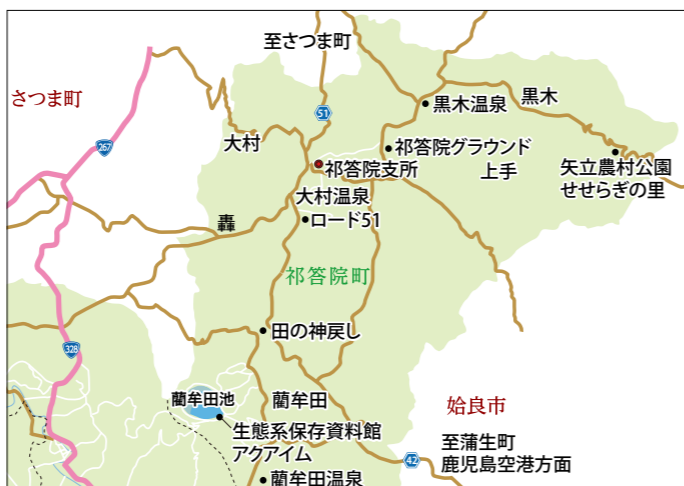 至さつま町
さつま町
51
黒木温泉
黒木
267
大村
祁答院グラウンド
上手
祁答院支所
矢立農村公園
せせらぎの里
大村温泉
ロード51
轟
祁答院町
田の神戻し
328
藺牟田池
藺牟田
姶良市
生態系保存資料館
アクアイム
至蒲生町
鹿児島空港方面
42
藺牟田温泉